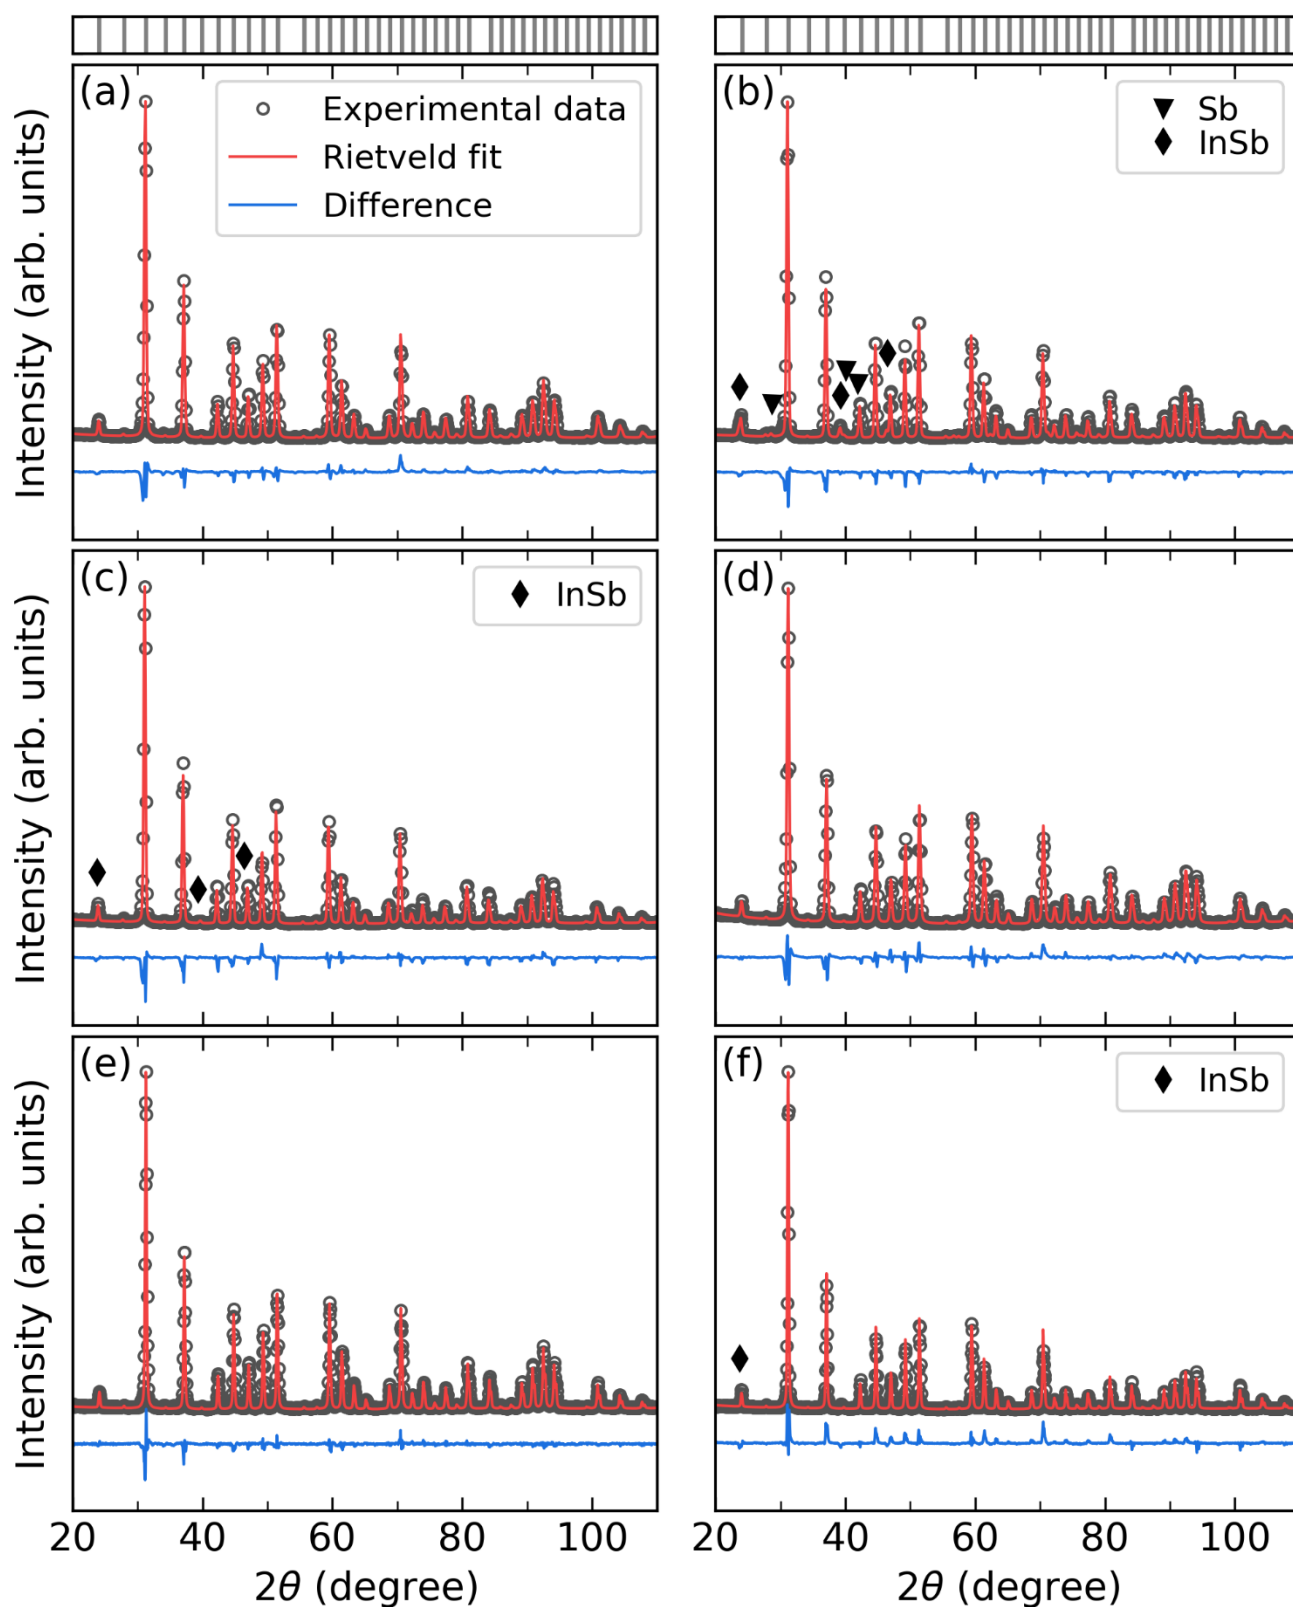 (a)
Experimental data
Rietveld fit
Difference
Intensity (arb. units)
(b)
Sb
InSb
(c)
InSb
Intensity (arb. units)
(d)
(e)
Intensity (arb. units)
20 40 60 80 100
2θ (degree)
(f)
InSb
20 40 60 80 100
2θ (degree)